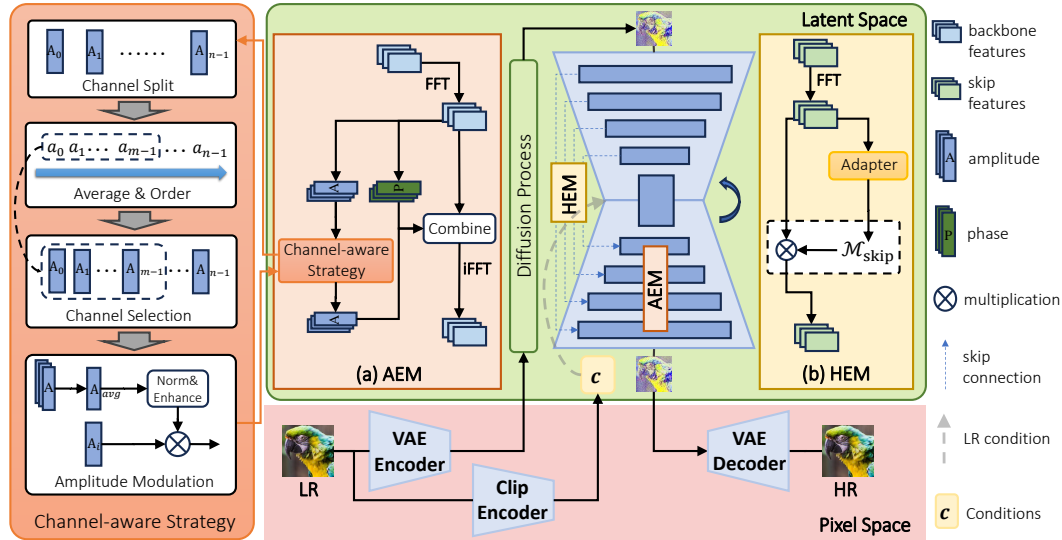 A₀ A₁ ...... Aₙ₋₁
Channel Split
a₀ a₁ ... aₘ₋₁ ... aₙ₋₁
Average & Order
A₀ A₁ ... Aₘ₋₁ ... Aₙ₋₁
Channel Selection
A A_avg
Norm&
Enhance
A_i
Amplitude Modulation
Channel-aware Strategy
FFT
A P
Combine
Channel-aware
Strategy
iFFT
A
(a) AEM
Diffusion Process
Latent Space
HEM
AEM
c
FFT
Adapter
ℳ_skip
(b) HEM
LR
VAE
Encoder
Clip
Encoder
VAE
Decoder
HR
Pixel Space
backbone
features
skip
features
A
amplitude
P
phase
multiplication
skip
connection
LR condition
c Conditions